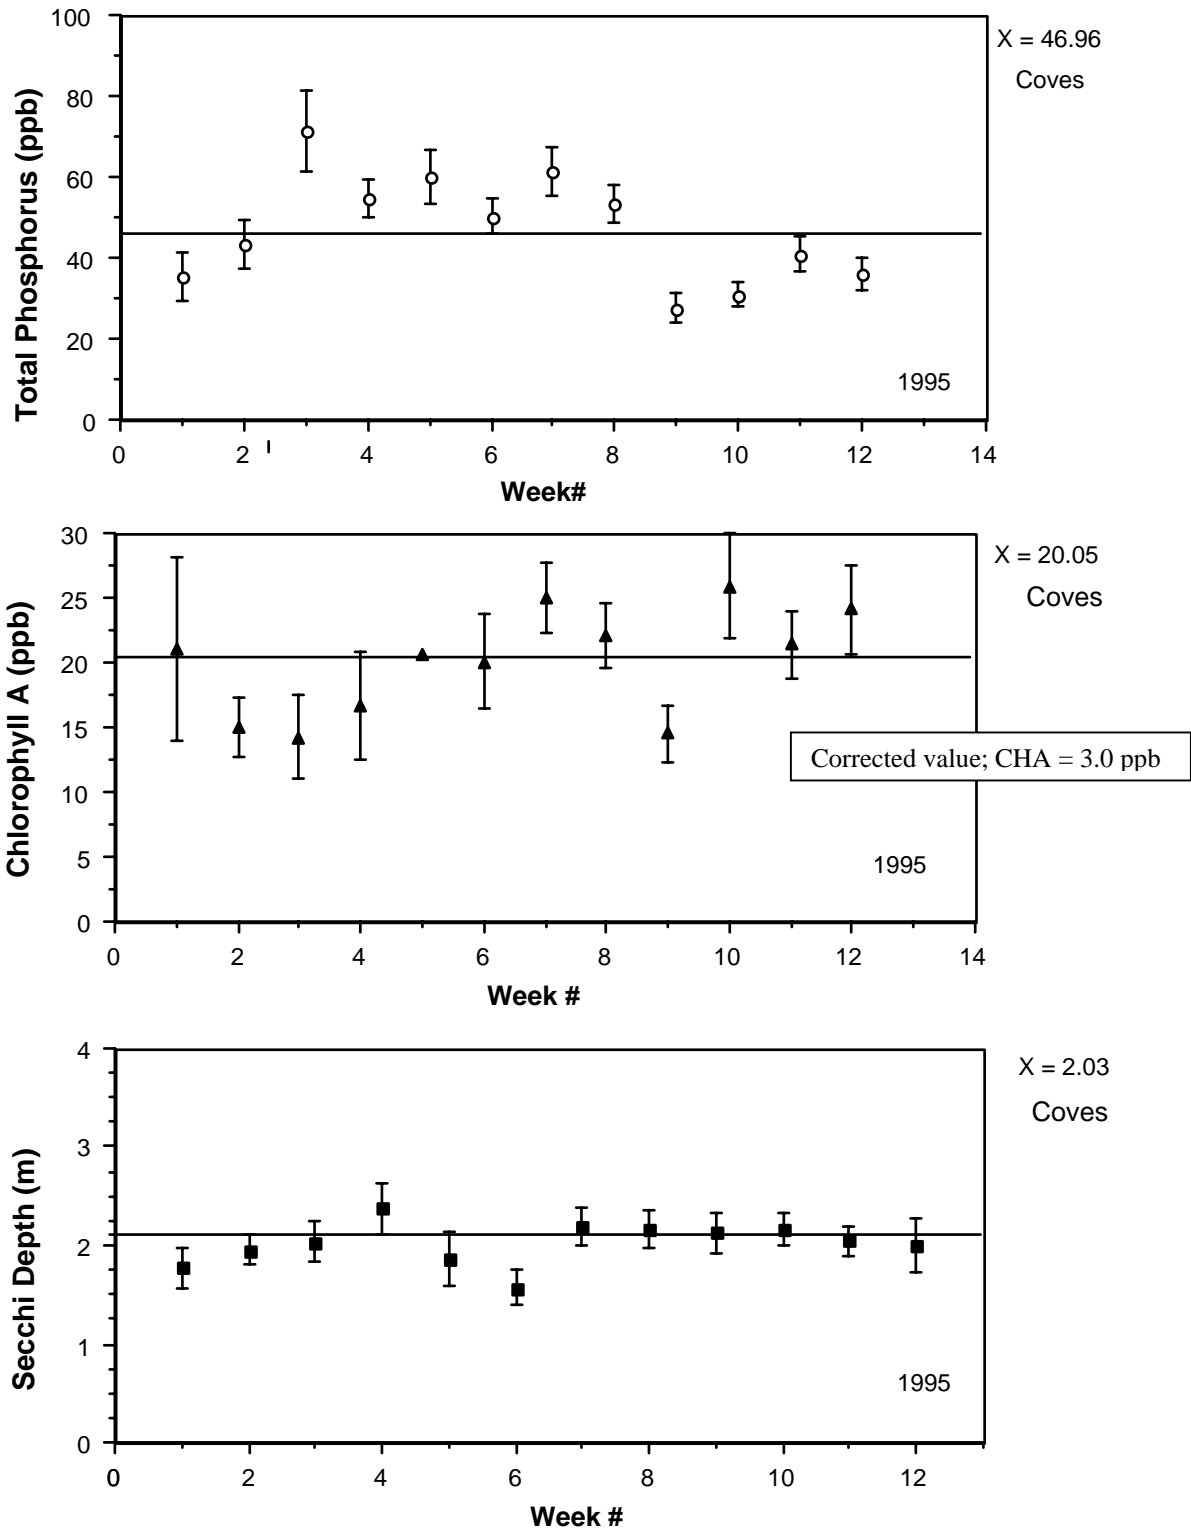 100
80
60
40
20
0
Total Phosphorus (ppb)
X = 46.96
Coves
1995
0 2 4 6 8 10 12 14
Week#
30
25
20
15
10
5
0
Chlorophyll A (ppb)
X = 20.05
Coves
Corrected value; CHA = 3.0 ppb
1995
0 2 4 6 8 10 12 14
Week #
4
3
2
1
0
Secchi Depth (m)
X = 2.03
Coves
1995
0 2 4 6 8 10 12
Week #